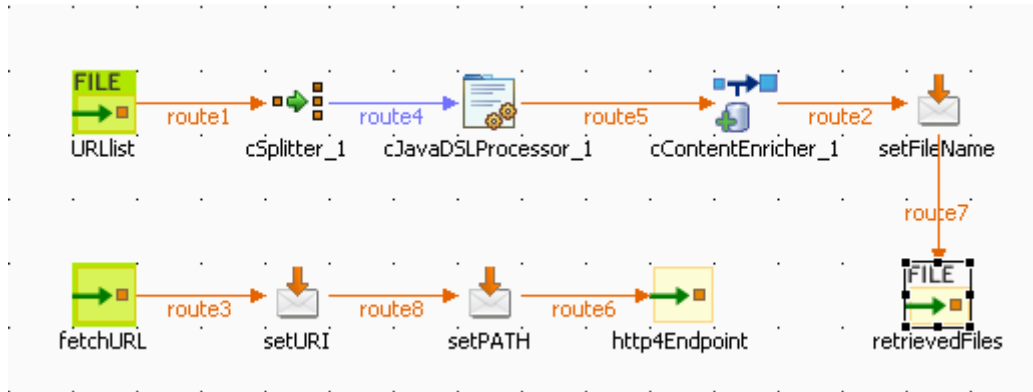 FILE
route1 route4 route5 route2
URLlist cSplitter_1 cJavaDSLProcessor_1 cContentEnricher_1 setFileName
route7
FILE
route3 route8 route6
fetchURL setURI setPATH http4Endpoint retrievedFiles